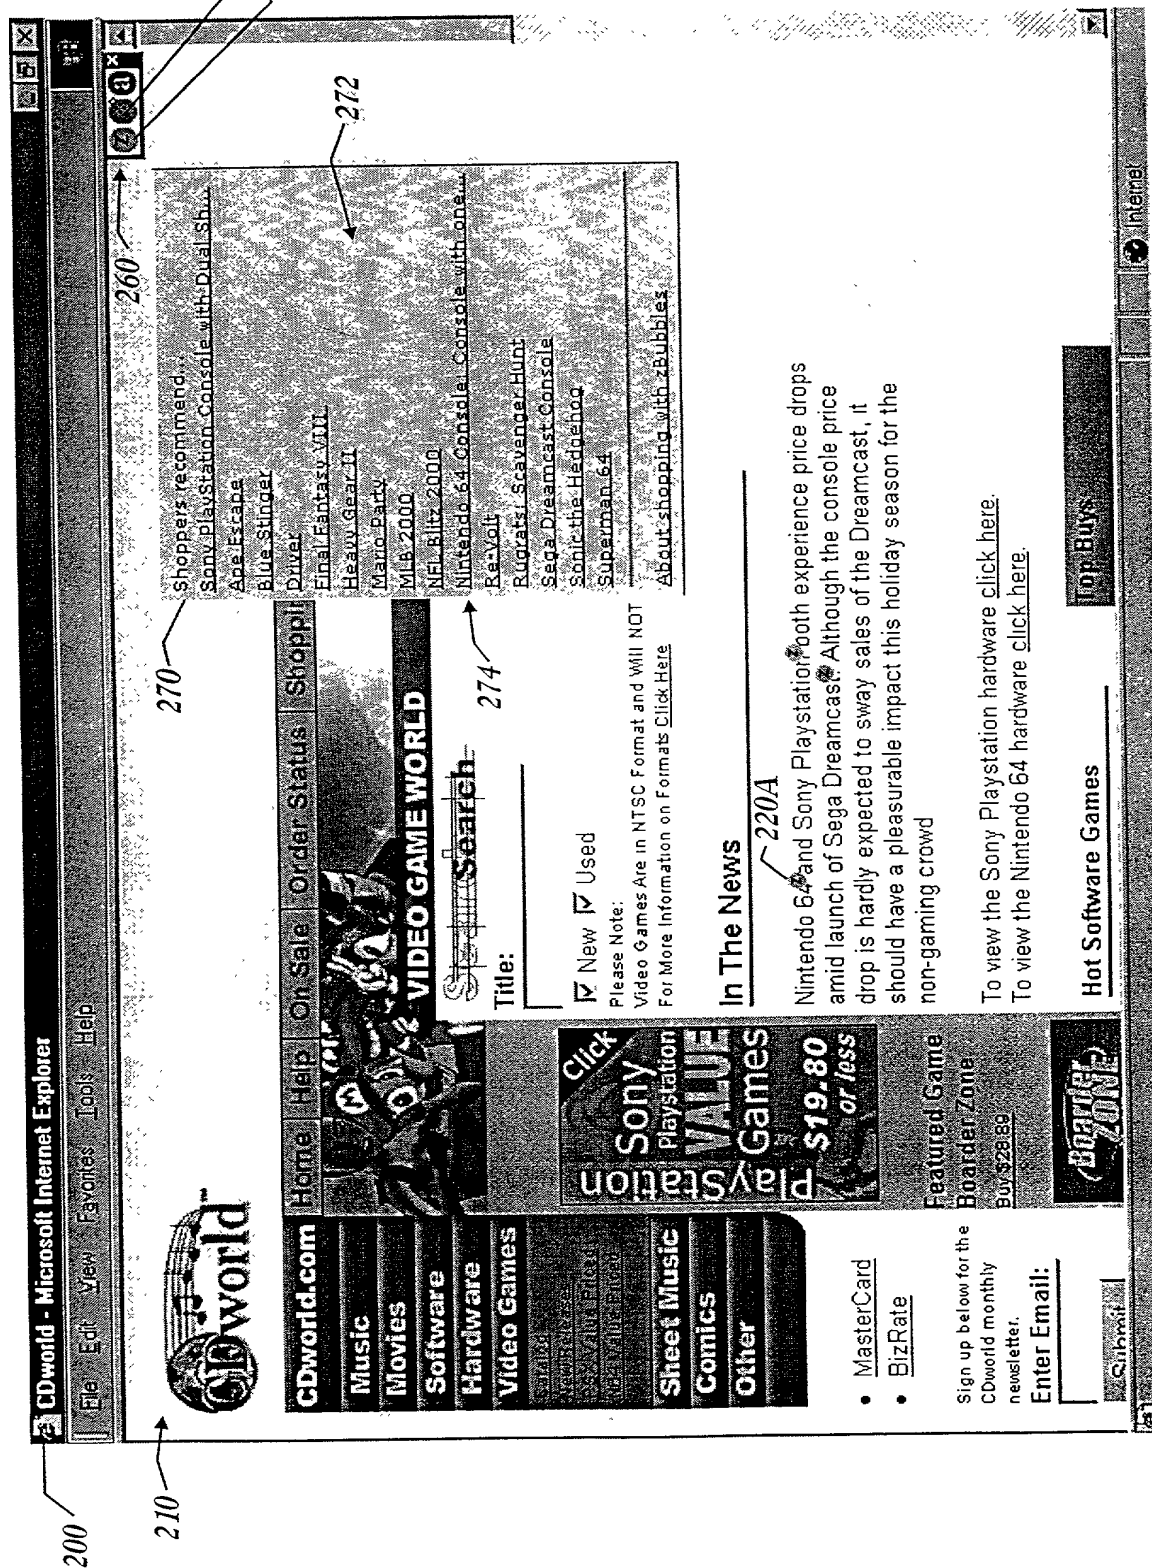 200
CDworld - Microsoft Internet Explorer
File Edit View Favorites Tools Help
210
CDworld™
260
a
270
Shoppers recommend...
Sony PlayStation Console with Dual Sh...
Ape Escape
Blue Stinger
Driver
Final Fantasy VIII
Heavy Gear II
Mario Party
MLB 2000
NFL Blitz 2000
Nintendo 64 Console: Console with one...
Re-Volt
Rugrats: Scavenger Hunt
Sega Dreamcast Console
Sonic the Hedgehog
Superman 64
About shopping with zBubbles
272
274
CDworld.com
Home Help On Sale Order Status Shoppi
Music
Movies
Software
Hardware
Video Games
Sheet Music
Comics
Other
VIDEO GAME WORLD
Search
Title:
New Used
Please Note:
Video Games Are in NTSC Format and Will NOT
For More Information on Formats Click Here
PlayStation
Click
Sony
Playstation
VALUE
Games
$19.80
or less
In The News
220A
Nintendo 64 and Sony Playstation both experience price drops
amid launch of Sega Dreamcast. Although the console price
drop is hardly expected to sway sales of the Dreamcast, it
should have a pleasurable impact this holiday season for the
non-gaming crowd
To view the Sony Playstation hardware click here.
To view the Nintendo 64 hardware click here.
Hot Software Games
Top Buys
Featured Game
Boarder Zone
Buy $28.89
Boarder
ZONE
• MasterCard
• BizRate
Sign up below for the
CDworld monthly
newsletter.
Enter Email:
Submit
Internet